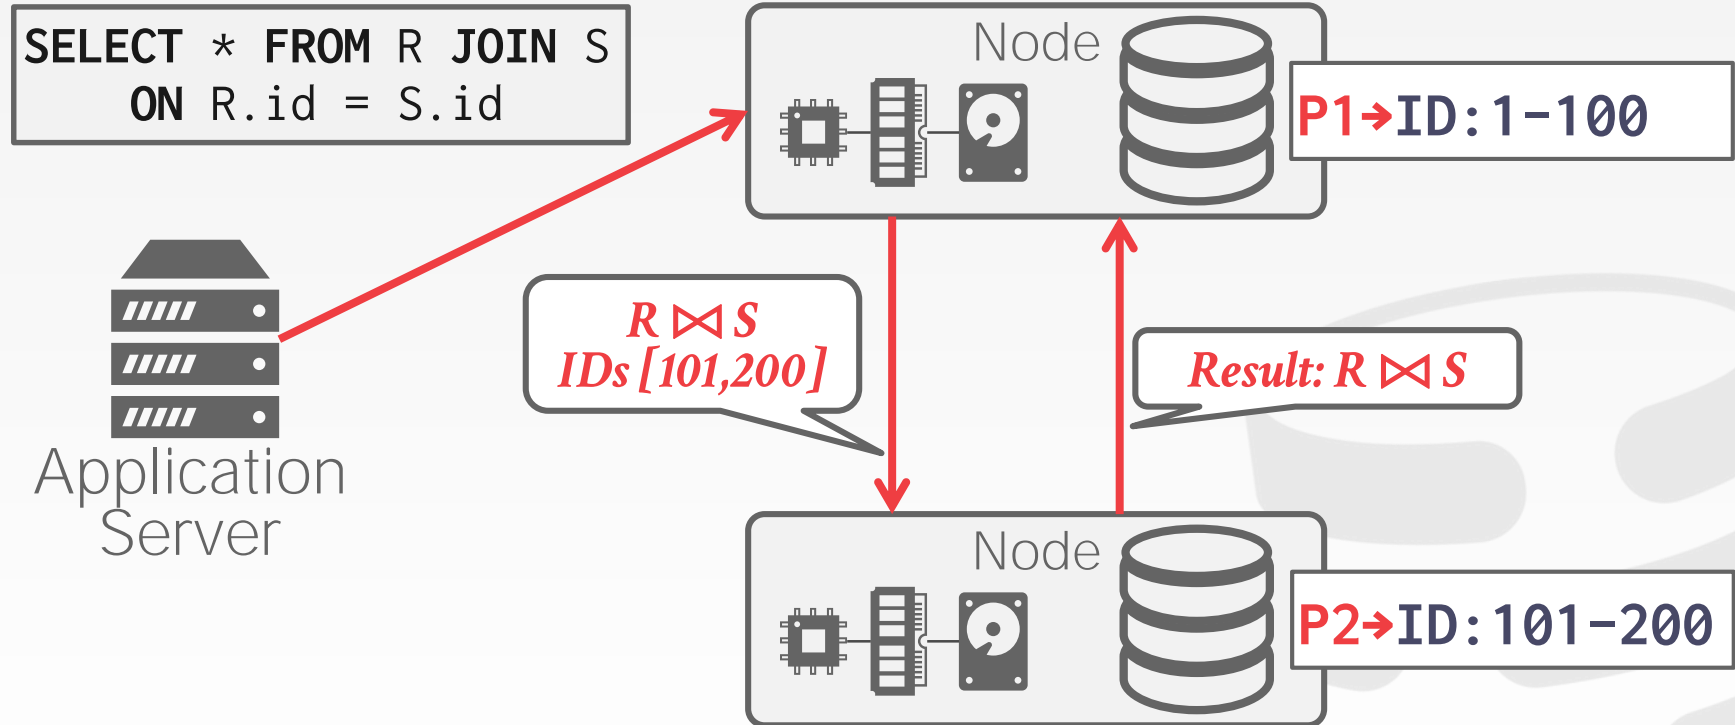 SELECT * FROM R JOIN S
ON R.id = S.id
Node
P1→ID:1-100
R ⋈ S
IDs [101,200]
Result: R ⋈ S
Application
Server
Node
P2→ID:101-200